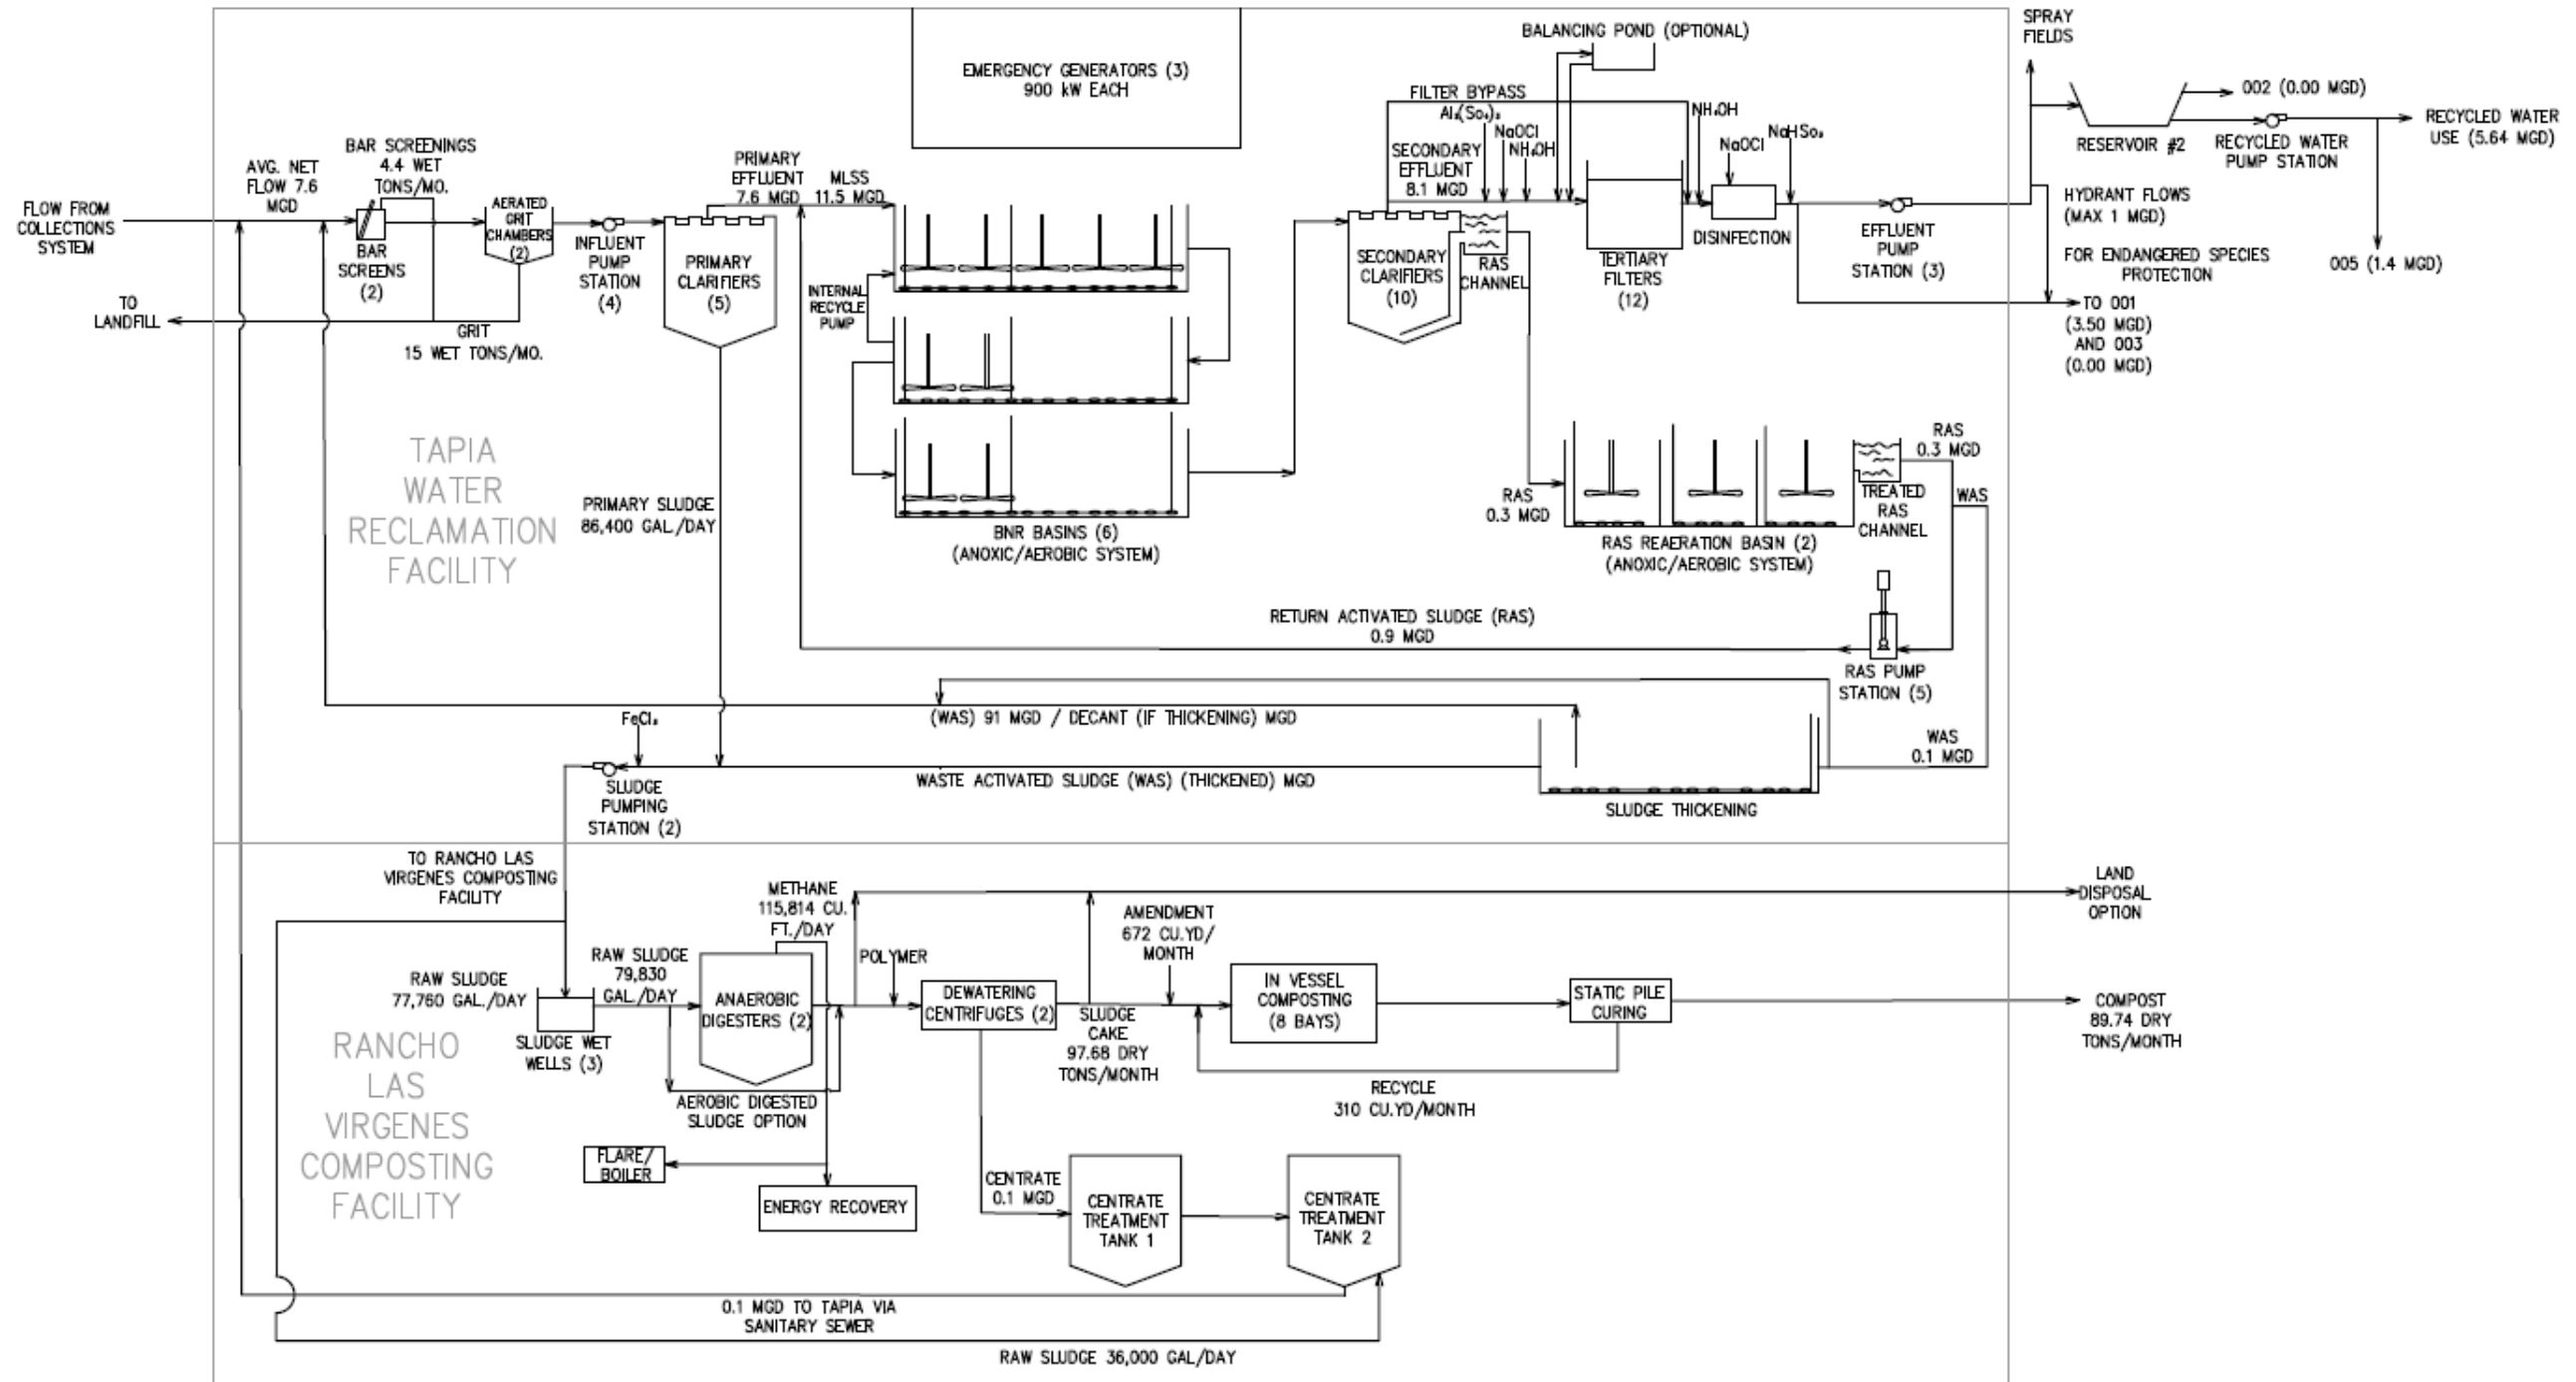 SPRAY
FIELDS
BALANCING POND (OPTIONAL)
EMERGENCY GENERATORS (3)
900 kW EACH
FILTER BYPASS
Al₂(So₄)₃
NaOCl
NH₄OH
SECONDARY
EFFLUENT
8.1 MGD
NH₄OH
NaOCl
NaHSo₃
002 (0.00 MGD)
RESERVOIR #2
RECYCLED WATER
PUMP STATION
RECYCLED WATER
USE (5.64 MGD)
005 (1.4 MGD)
HYDRANT FLOWS
(MAX 1 MGD)
FOR ENDANGERED SPECIES
PROTECTION
TO 001
(3.50 MGD)
AND 003
(0.00 MGD)
FLOW FROM
COLLECTIONS
SYSTEM
AVG. NET
FLOW 7.6
MGD
BAR SCREENINGS
4.4 WET
TONS/MO.
BAR
SCREENS
(2)
AERATED
GRIT
CHAMBERS
(2)
TO
LANDFILL
GRIT
15 WET TONS/MO.
INFLUENT
PUMP
STATION
(4)
PRIMARY
CLARIFIERS
(5)
PRIMARY
EFFLUENT
7.6 MGD
MLSS
11.5 MGD
INTERNAL
RECYCLE
PUMP
BNR BASINS (6)
(ANOXIC/AEROBIC SYSTEM)
SECONDARY
CLARIFIERS
(10)
RAS
CHANNEL
TERTIARY
FILTERS
(12)
DISINFECTION
EFFLUENT
PUMP
STATION (3)
TAPIA
WATER
RECLAMATION
FACILITY
PRIMARY SLUDGE
86,400 GAL./DAY
RAS
0.3 MGD
RAS REAERATION BASIN (2)
(ANOXIC/AEROBIC SYSTEM)
TREATED
RAS
CHANNEL
RAS
0.3 MGD
WAS
RETURN ACTIVATED SLUDGE (RAS)
0.9 MGD
RAS PUMP
STATION (5)
(WAS) 91 MGD / DECANT (IF THICKENING) MGD
FeCl₃
WASTE ACTIVATED SLUDGE (WAS) (THICKENED) MGD
WAS
0.1 MGD
SLUDGE THICKENING
SLUDGE
PUMPING
STATION (2)
TO RANCHO LAS
VIRGENES COMPOSTING
FACILITY
METHANE
115,814 CU.
FT./DAY
LAND
DISPOSAL
OPTION
RAW SLUDGE
77,760 GAL./DAY
RAW SLUDGE
79,830
GAL./DAY
SLUDGE WET
WELLS (3)
ANAEROBIC
DIGESTERS (2)
POLYMER
DEWATERING
CENTRIFUGES (2)
AMENDMENT
672 CU.YD/
MONTH
SLUDGE
CAKE
97.68 DRY
TONS/MONTH
IN VESSEL
COMPOSTING
(8 BAYS)
STATIC PILE
CURING
COMPOST
89.74 DRY
TONS/MONTH
RECYCLE
310 CU.YD/MONTH
AEROBIC DIGESTED
SLUDGE OPTION
RANCHO
LAS
VIRGENES
COMPOSTING
FACILITY
FLARE/
BOILER
ENERGY RECOVERY
CENTRATE
0.1 MGD
CENTRATE
TREATMENT
TANK 1
CENTRATE
TREATMENT
TANK 2
0.1 MGD TO TAPIA VIA
SANITARY SEWER
RAW SLUDGE 36,000 GAL/DAY